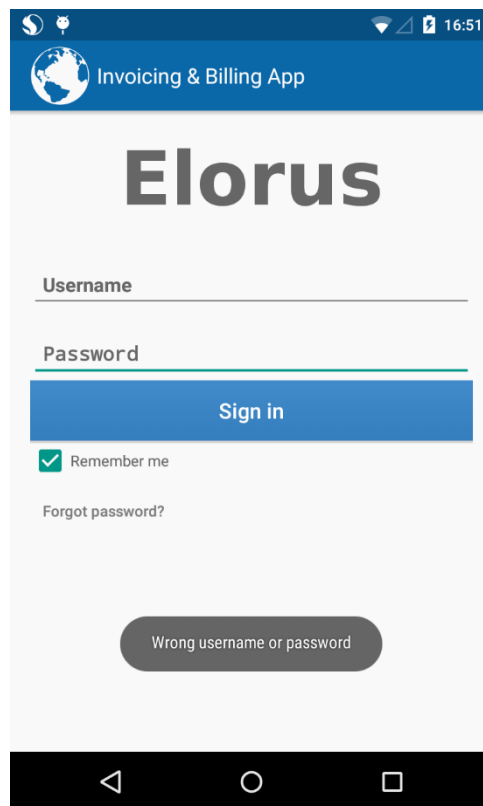 16:51
Invoicing & Billing App
Elorus
Username
Password
Sign in
Remember me
Forgot password?
Wrong username or password